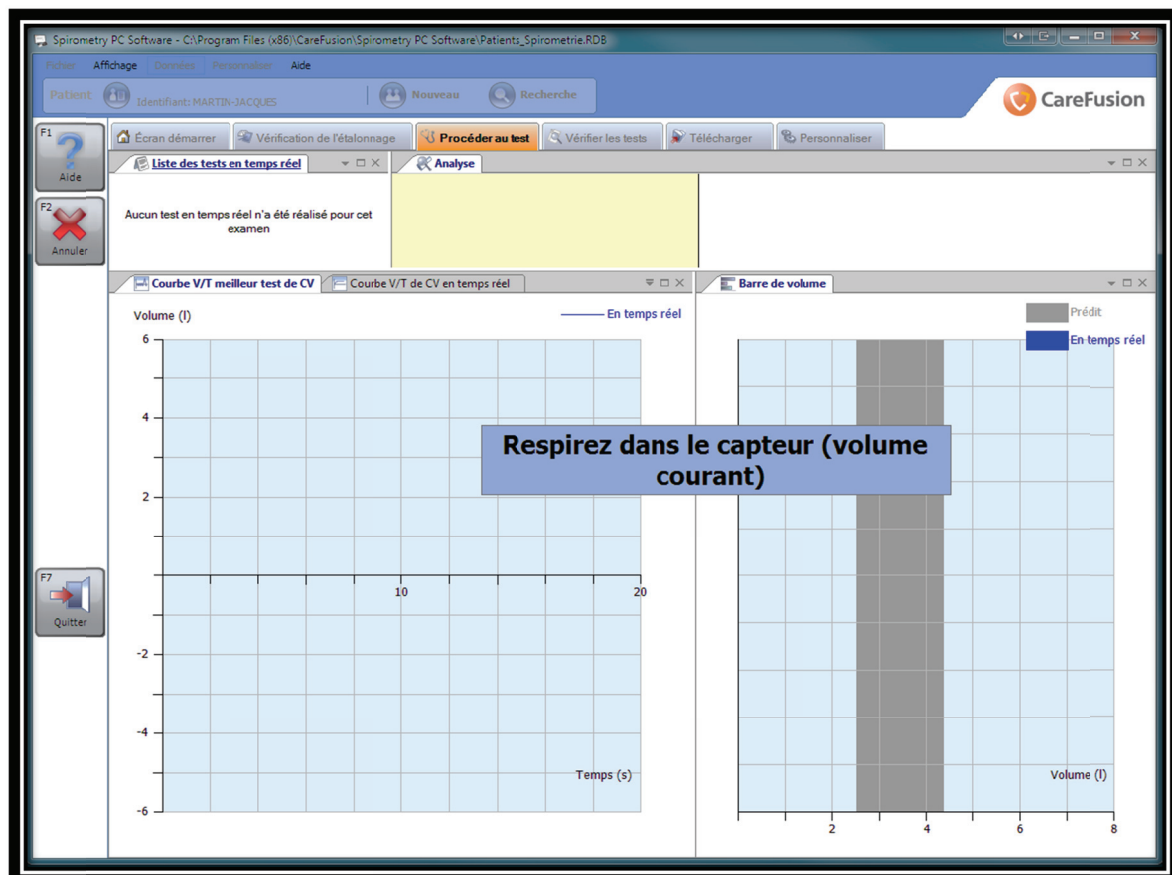 Spirometry PC Software - C:\Program Files (x86)\CareFusion\Spirometry PC Software\Patients_Spirometrie.RDB
Fichier Affichage Données Personnaliser Aide
Patient ID Identifiant: MARTIN-JACQUES Nouveau Recherche
CareFusion
F1
Aide
F2
Annuler
F7
Quitter
Écran démarrer Vérification de l'étalonnage Procéder au test Vérifier les tests Télécharger Personnaliser
Liste des tests en temps réel
Analyse
Aucun test en temps réel n'a été réalisé pour cet
examen
Courbe V/T meilleur test de CV Courbe V/T de CV en temps réel
Barre de volume
Volume (l)
En temps réel
6
4
2
10
20
-2
-4
-6
Temps (s)
Prédit
En temps réel
Respirez dans le capteur (volume
courant)
Volume (l)
2 4 6 8